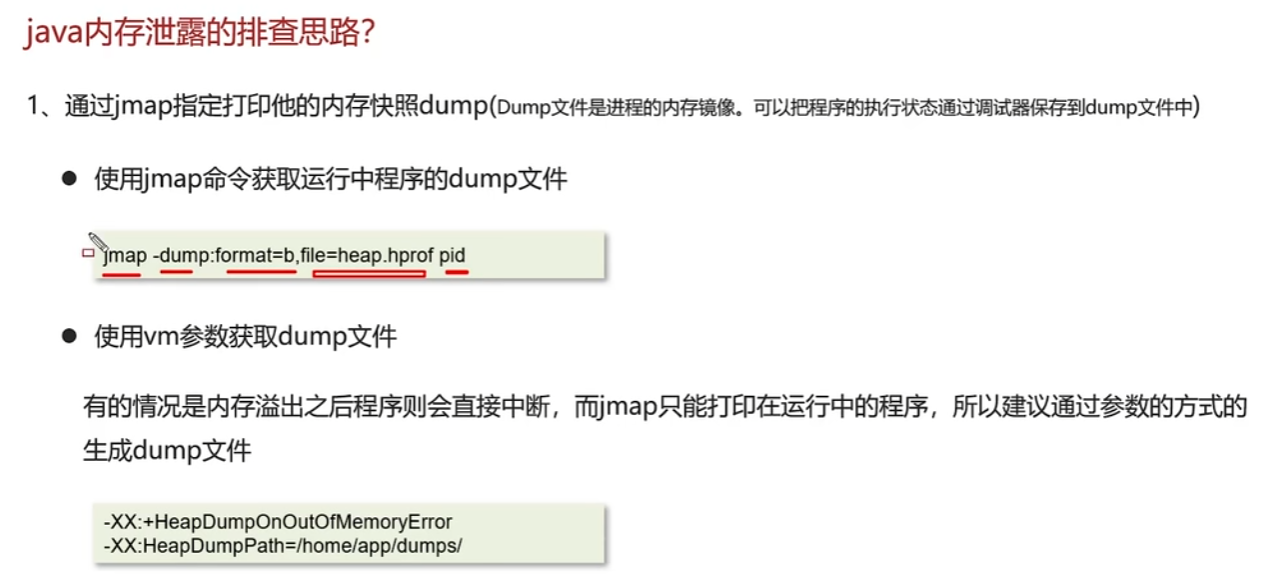 java内存泄露的排查思路?
1、通过jmap指定打印他的内存快照dump(Dump文件是进程的内存镜像。可以把程序的执行状态通过调试器保存到dump文件中)
● 使用jmap命令获取运行中程序的dump文件
jmap -dump:format=b,file=heap.hprof pid
● 使用vm参数获取dump文件
有的情况是内存溢出之后程序则会直接中断，而jmap只能打印在运行中的程序，所以建议通过参数的方式的
生成dump文件
-XX:+HeapDumpOnOutOfMemoryError
-XX:HeapDumpPath=/home/app/dumps/